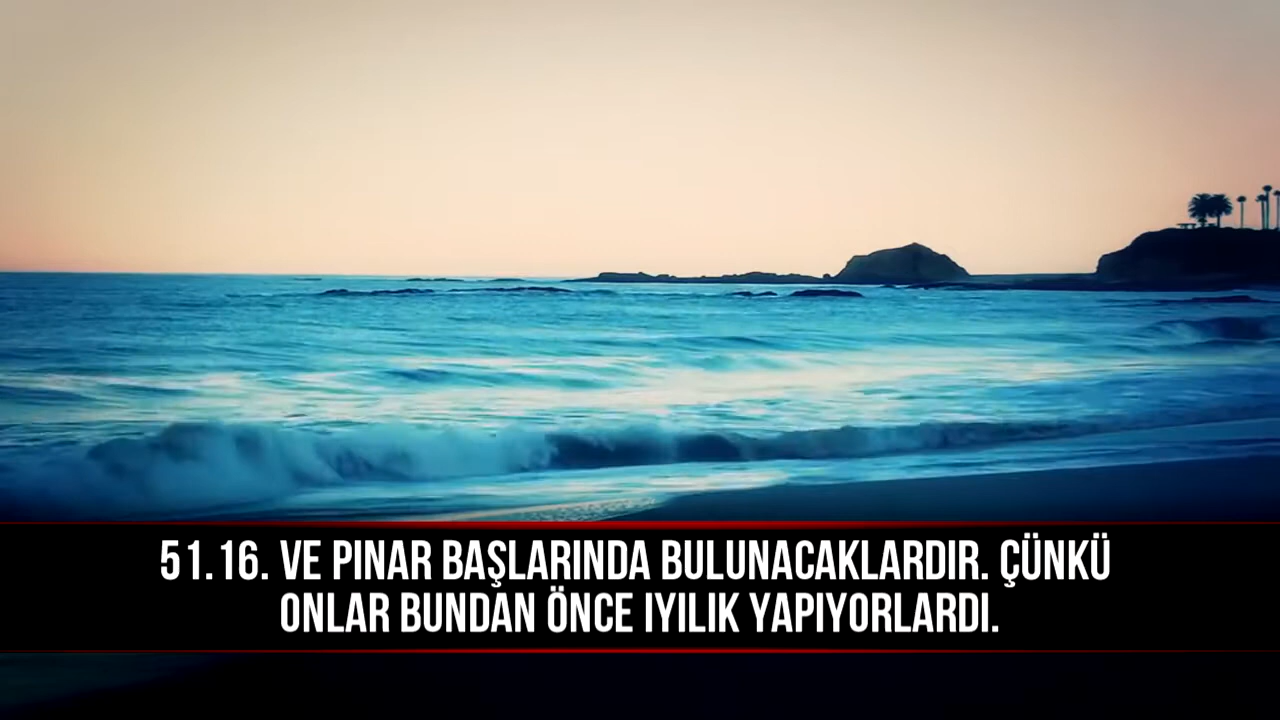 51.16. VE PINAR BAŞLARINDA BULUNACAKLARDIR. ÇÜNKÜ
ONLAR BUNDAN ÖNCE IYILIK YAPIYORLARDI.